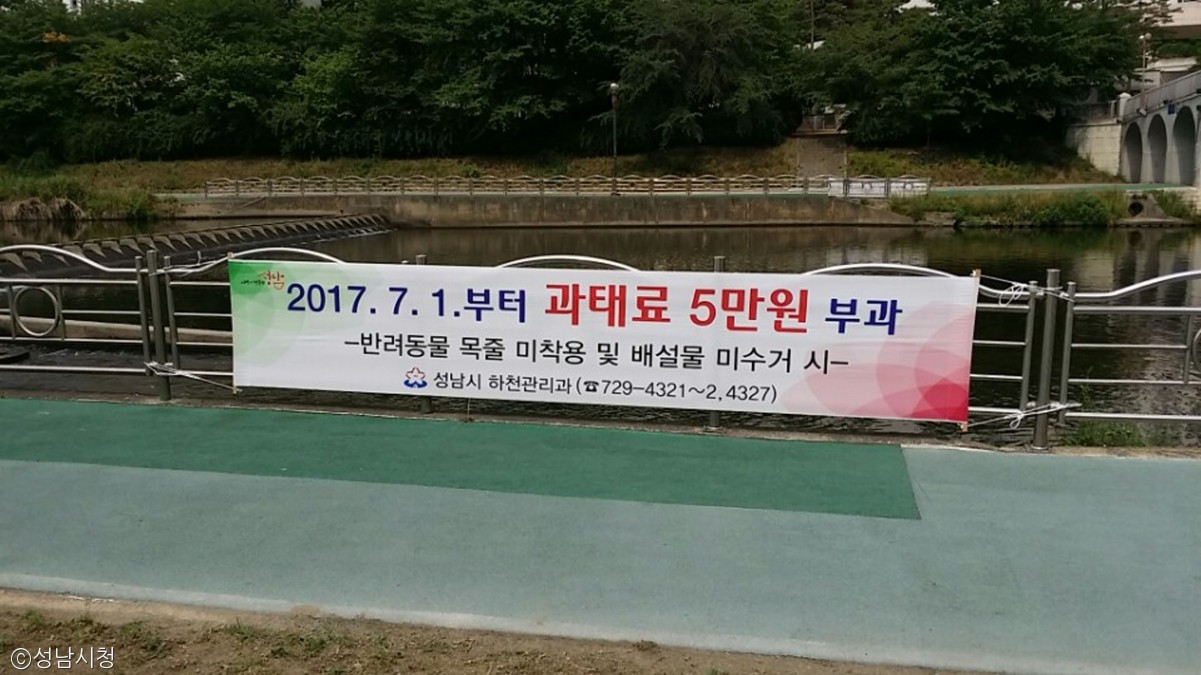 성남
2017. 7. 1.부터 과태료 5만원 부과
-반려동물 목줄 미착용 및 배설물 미수거 시-
성남시 하천관리과(☎729-4321~2, 4327)
©성남시청